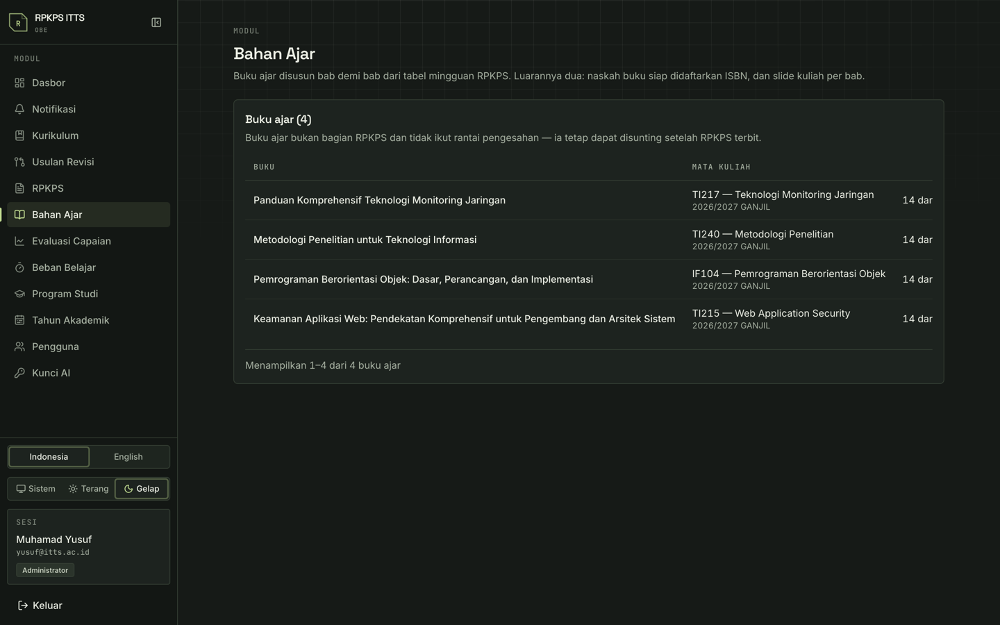 R
RPKPS ITTS
OBE
MODUL
Dasbor
Notifikasi
Kurikulum
Usulan Revisi
RPKPS
Bahan Ajar
Evaluasi Capaian
Beban Belajar
Program Studi
Tahun Akademik
Pengguna
Kunci AI
Indonesia
English
Sistem
Terang
Gelap
SESI
Muhamad Yusuf
yusuf@itts.ac.id
Administrator
Keluar
MODUL
Bahan Ajar
Buku ajar disusun bab demi bab dari tabel mingguan RPKPS. Luarannya dua: naskah buku siap didaftarkan ISBN, dan slide kuliah per bab.
Buku ajar (4)
Buku ajar bukan bagian RPKPS dan tidak ikut rantai pengesahan — ia tetap dapat disunting setelah RPKPS terbit.
BUKU MATA KULIAH
Panduan Komprehensif Teknologi Monitoring Jaringan TI217 — Teknologi Monitoring Jaringan 14 dar
2026/2027 GANJIL
Metodologi Penelitian untuk Teknologi Informasi TI240 — Metodologi Penelitian 14 dar
2026/2027 GANJIL
Pemrograman Berorientasi Objek: Dasar, Perancangan, dan Implementasi IF104 — Pemrograman Berorientasi Objek 14 dar
2026/2027 GANJIL
Keamanan Aplikasi Web: Pendekatan Komprehensif untuk Pengembang dan Arsitek Sistem TI215 — Web Application Security 14 dar
2026/2027 GANJIL
Menampilkan 1–4 dari 4 buku ajar